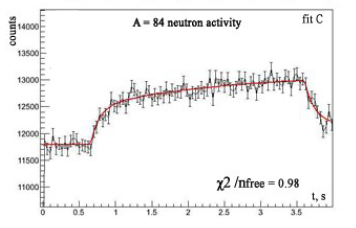 A = 84 neutron activity
fit C
counts
14000
13500
13000
12500
12000
11500
11000
χ2 /nfree = 0.98
t, s
0 0.5 1 1.5 2 2.5 3 3.5